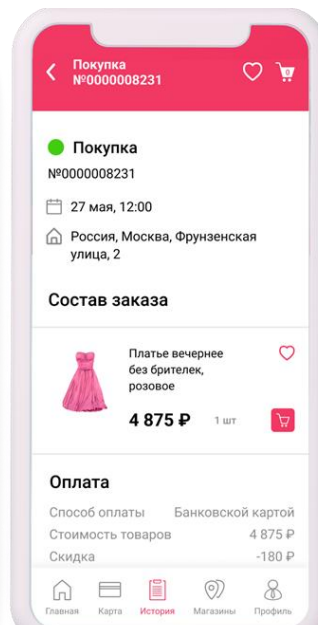 Покупка
№0000008231
0
Покупка
№0000008231
27 мая, 12:00
Россия, Москва, Фрунзенская
улица, 2
Состав заказа
Платье вечернее
без брителек,
розовое
4 875 ₽ 1 шт
Оплата
Способ оплаты Банковской картой
Стоимость товаров 4 875 ₽
Скидка -180 ₽
Главная Карта История Магазины Профиль